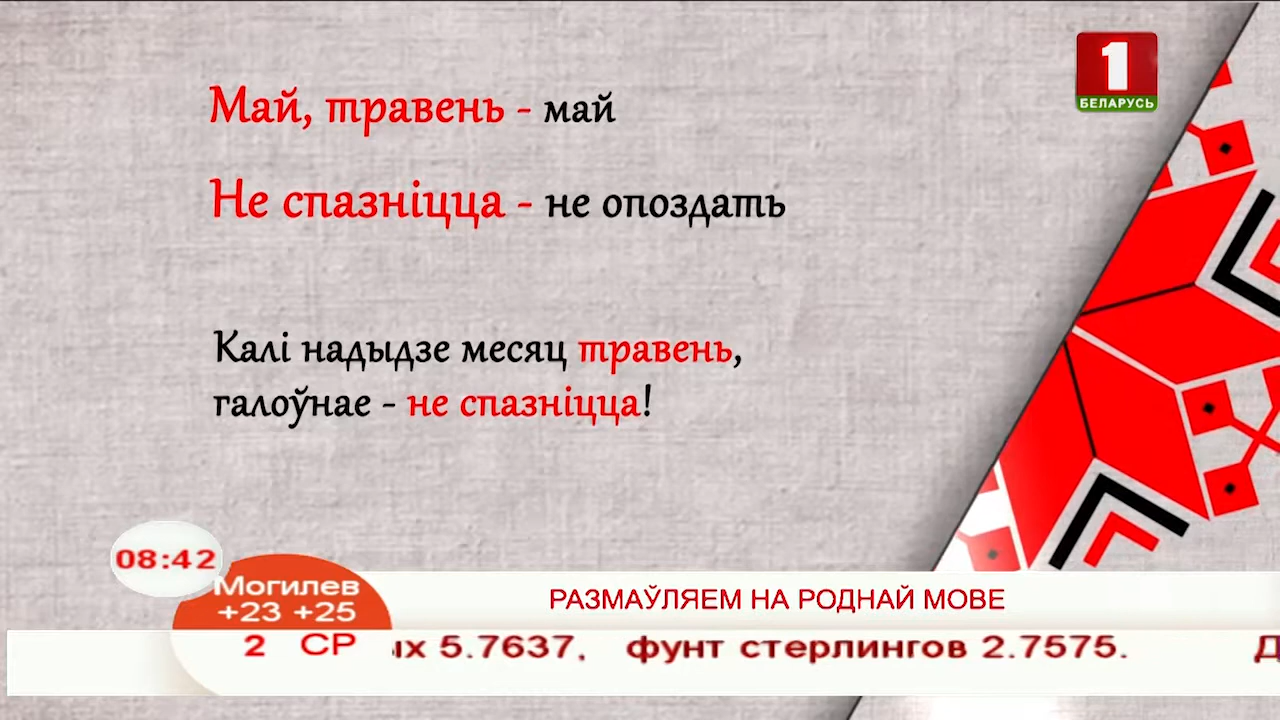 1
БЕЛАРУСЬ
Май, травень - май
Не спазніцца - не опоздать
Калі надыдзе месяц травень,
галоўнае - не спазніцца!
08:42
Могилев
+23 +25
РАЗМАЎЛЯЕМ НА РОДНАЙ МОВЕ
2 СР
5.7637, фунт стерлингов 2.7575.